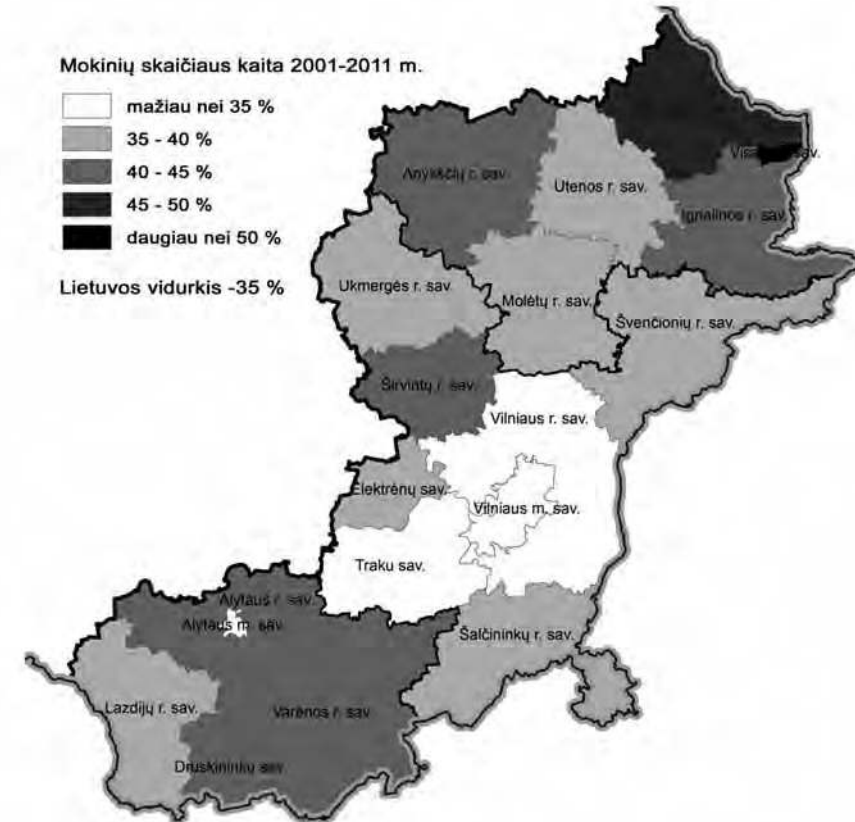 Mokinių skaičiaus kaita 2001-2011 m.
mažiau nei 35 %
35 - 40 %
40 - 45 %
45 - 50 %
daugiau nei 50 %
Lietuvos vidurkis -35 %
Anykščių r. sav.
Utenos r. sav.
Ignalinos r. sav.
Ukmergės r. sav.
Molėtų r. sav.
Švenčionių r. sav.
Širvintų r. sav.
Vilniaus r. sav.
Elektrėnų sav.
Vilniaus m. sav.
Traku sav.
Alytaus r. sav.
Alytaus m. sav.
Šalčininkų r. sav.
Lazdijų r. sav.
Varėnos r. sav.
Druskininkų sav.